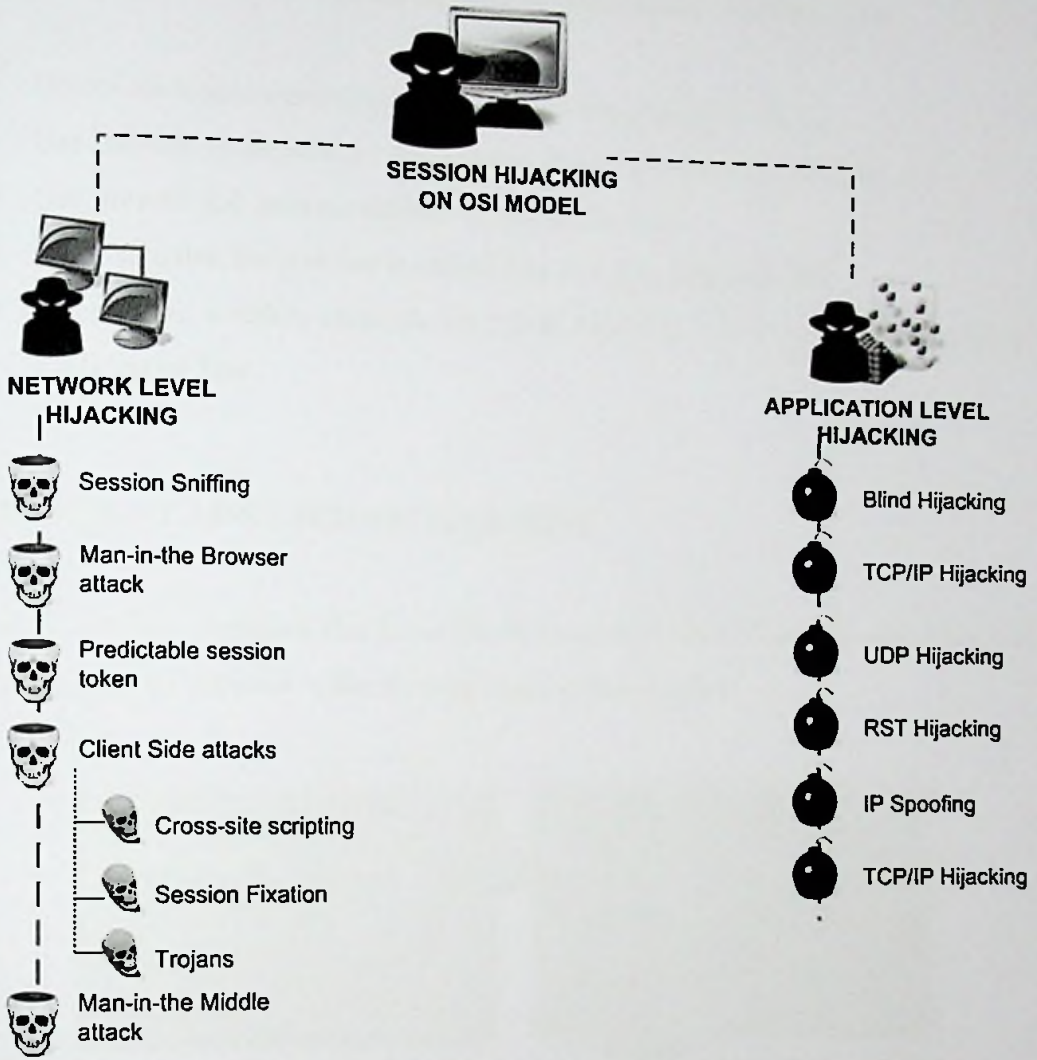 SESSION HIJACKING
ON OSI MODEL
NETWORK LEVEL
HIJACKING
Session Sniffing
Man-in-the Browser
attack
Predictable session
token
Client Side attacks
Cross-site scripting
Session Fixation
Trojans
Man-in-the Middle
attack
APPLICATION LEVEL
HIJACKING
Blind Hijacking
TCP/IP Hijacking
UDP Hijacking
RST Hijacking
IP Spoofing
TCP/IP Hijacking